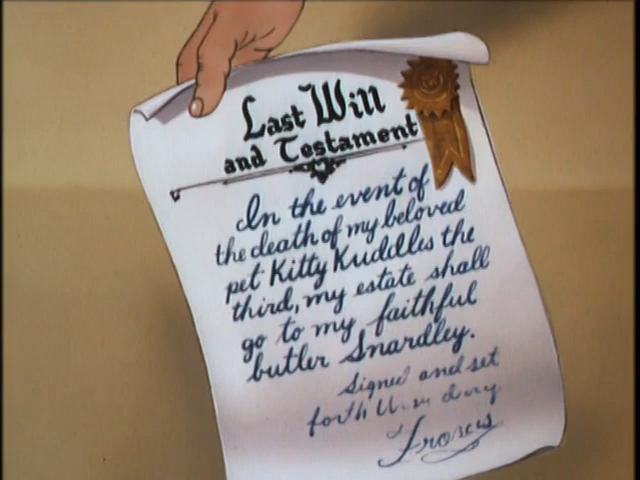 Last Will
and Testament
In the event of
the death of my beloved
pet Kitty Kuddles the
third, my estate shall
go to my faithful
butler Snardley.
Signed and set
forth